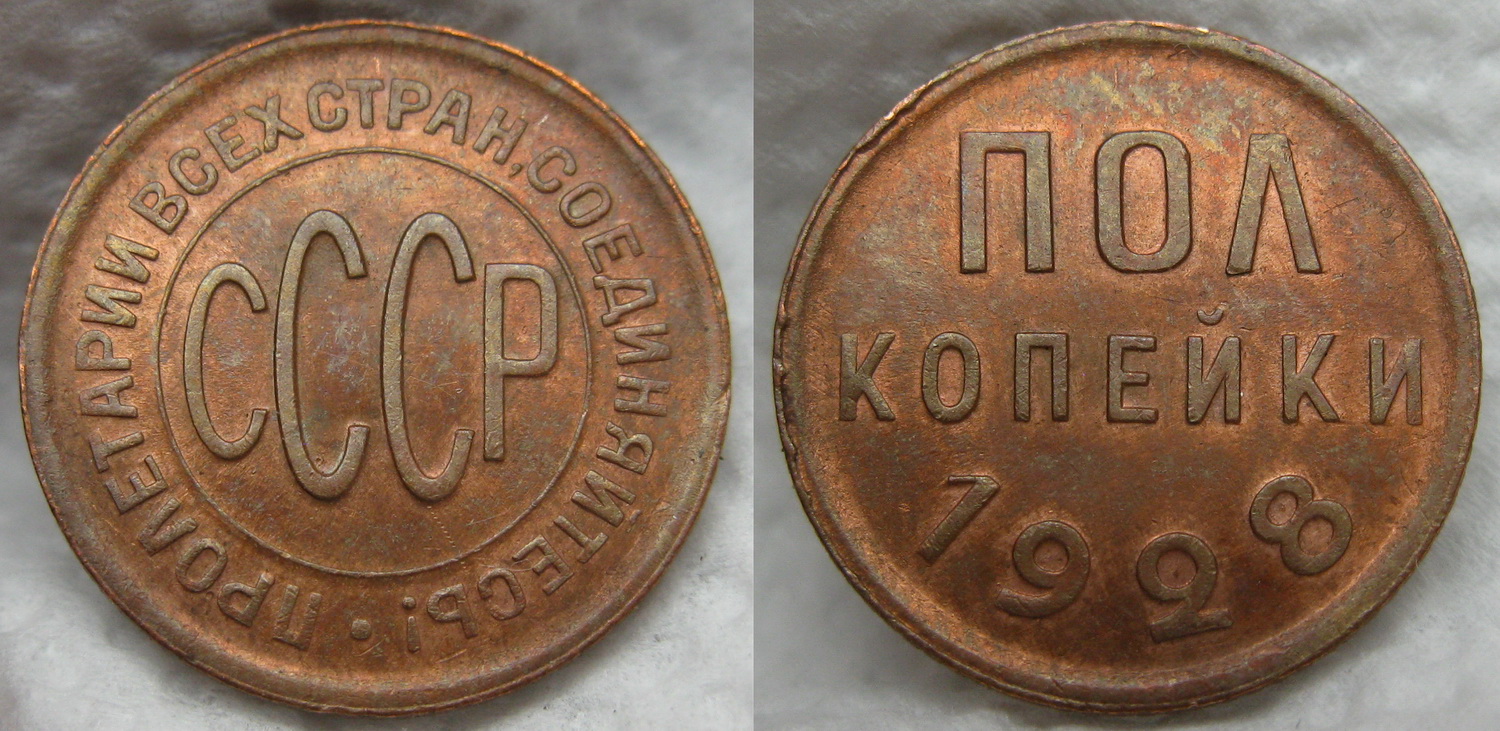 ПРОЛЕТАРИИ ВСЕХ СТРАН, СОЕДИНЯЙТЕСЬ! •
СССР
ПОЛ
КОПЕЙКИ
1928